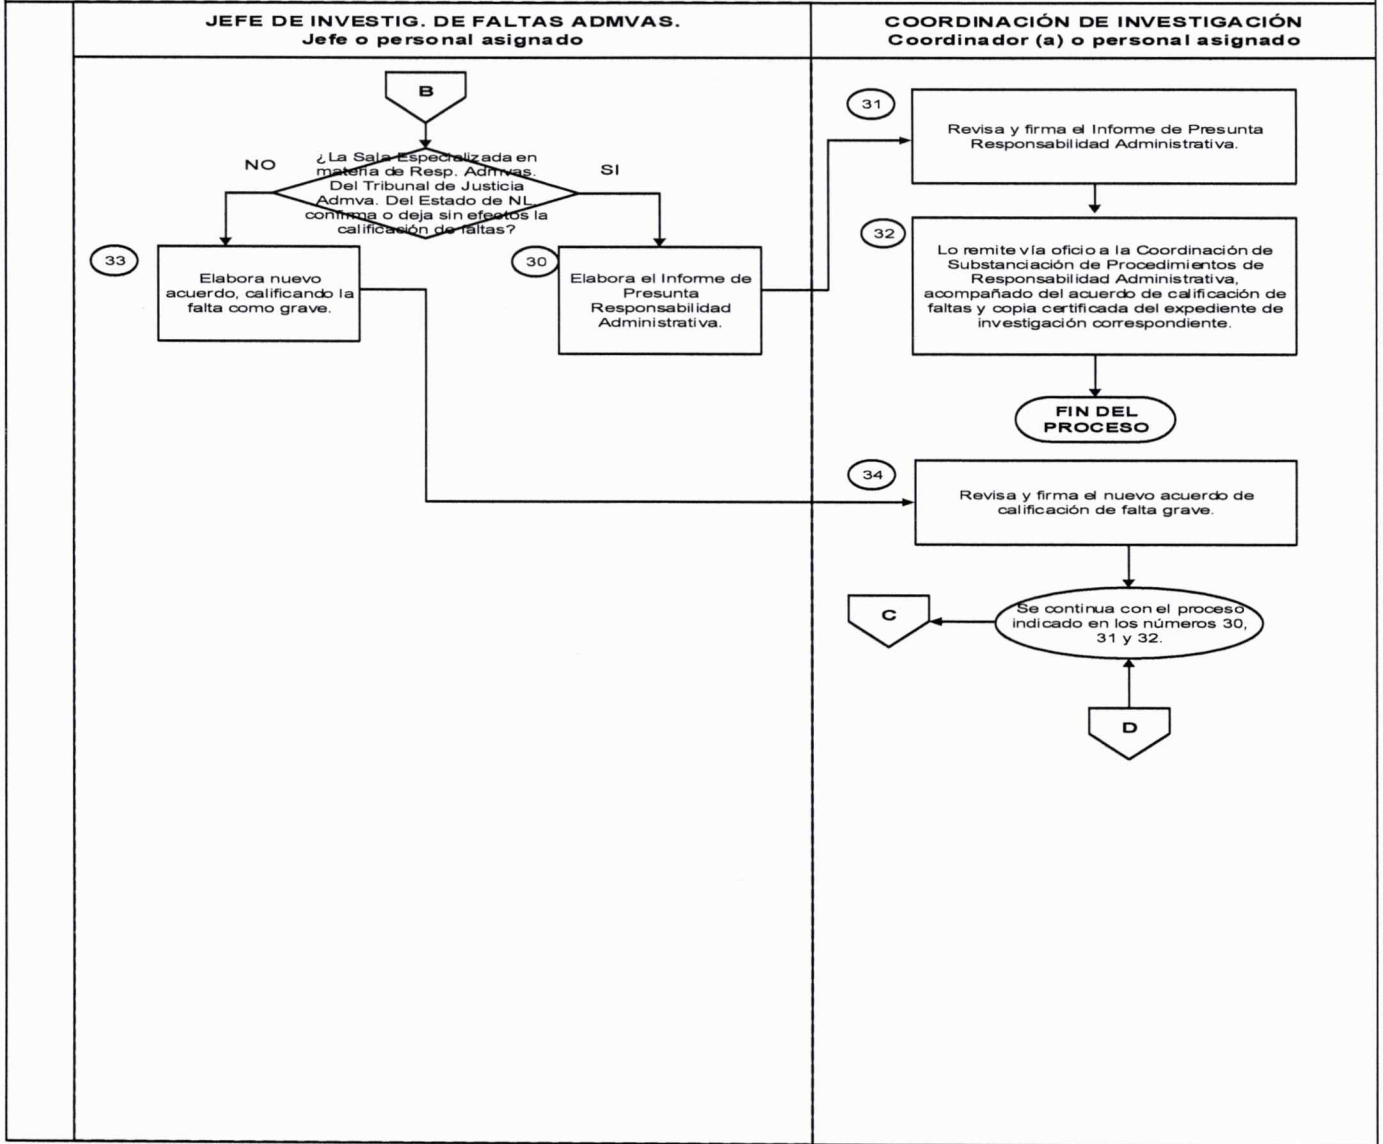 JEFE DE INVESTIG. DE FALTAS ADMVAS.
Jefe o personal asignado
COORDINACIÓN DE INVESTIGACIÓN
Coordinador (a) o personal asignado
B
¿La Sala Especializada en
materia de Resp. Admvas.
Del Tribunal de Justicia
Admva. Del Estado de NL,
confirma o deja sin efectos la
calificación de faltas?
NO
SI
33
Elabora nuevo
acuerdo, calificando la
falta como grave.
30
Elabora el Informe de
Presunta
Responsabilidad
Administrativa.
31
Revisa y firma el Informe de Presunta
Responsabilidad Administrativa.
32
Lo remite vía oficio a la Coordinación de
Substanciación de Procedimientos de
Responsabilidad Administrativa,
acompañado del acuerdo de calificación de
faltas y copia certificada del expediente de
investigación correspondiente.
FIN DEL
PROCESO
34
Revisa y firma el nuevo acuerdo de
calificación de falta grave.
Se continua con el proceso
indicado en los números 30,
31 y 32.
C
D